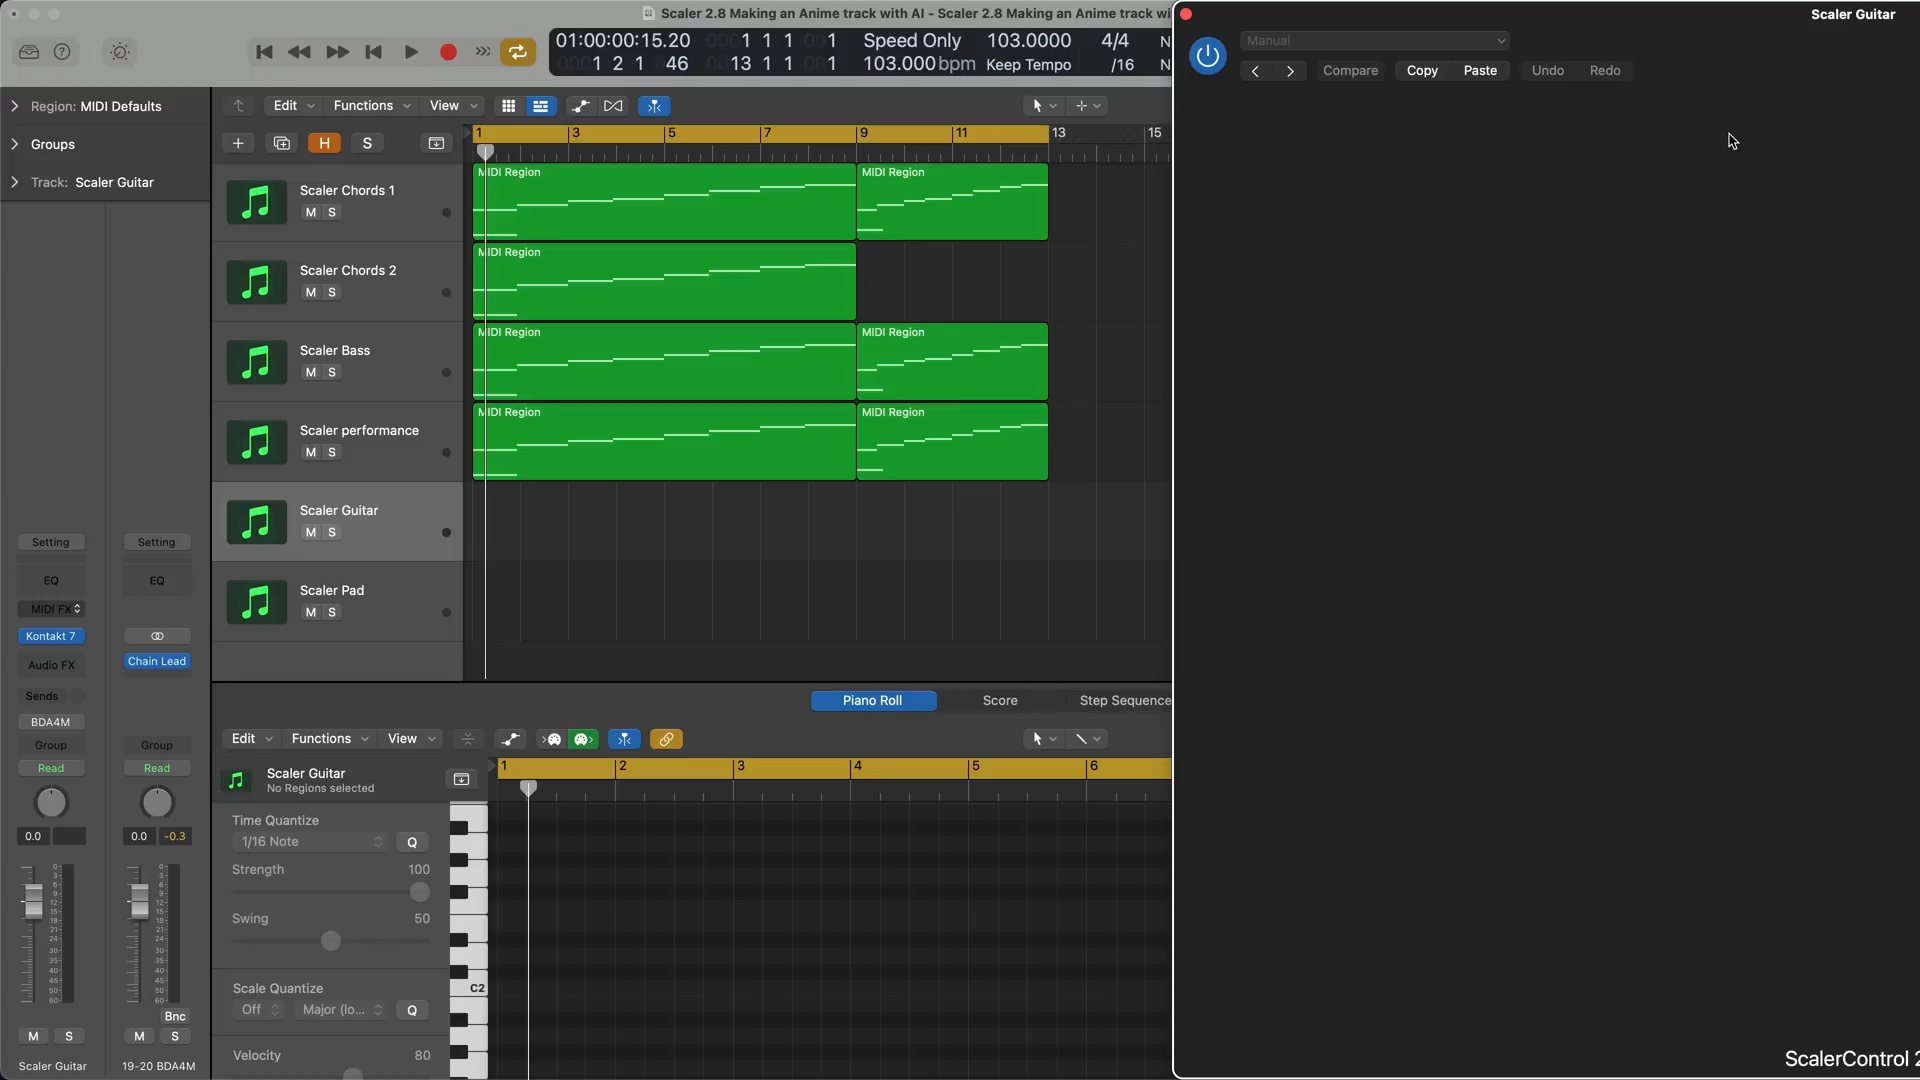 Scaler 2.8 Making an Anime track with AI - Scaler 2.8 Making an Anime track wi
01:00:00:15.20
1 1 1 1
Speed Only
103.0000
4/4
N
1 2 1 46
13 1 1 1
103.000 bpm
Keep Tempo
/16
N
Scaler Guitar
Manual
Compare
Copy
Paste
Undo
Redo
Region: MIDI Defaults
Groups
Track: Scaler Guitar
Edit
Functions
View
H
S
1
3
5
7
9
11
13
15
Scaler Chords 1
M S
MIDI Region
MIDI Region
Scaler Chords 2
M S
MIDI Region
Scaler Bass
M S
MIDI Region
MIDI Region
Scaler performance
M S
MIDI Region
MIDI Region
Scaler Guitar
M S
Scaler Pad
M S
Setting
Setting
EQ
EQ
MIDI FX
Kontakt 7
Audio FX
Chain Lead
Sends
BDA4M
Group
Group
Read
Read
0.0
0.0
-0.3
Bnc
M
S
M
S
Scaler Guitar
19-20 BDA4M
Piano Roll
Score
Step Sequence
Edit
Functions
View
1
2
3
4
5
6
Scaler Guitar
No Regions selected
Time Quantize
1/16 Note
Q
Strength
100
Swing
50
Scale Quantize
Off
Major (lo...
Q
Velocity
80
C2
ScalerControl 2